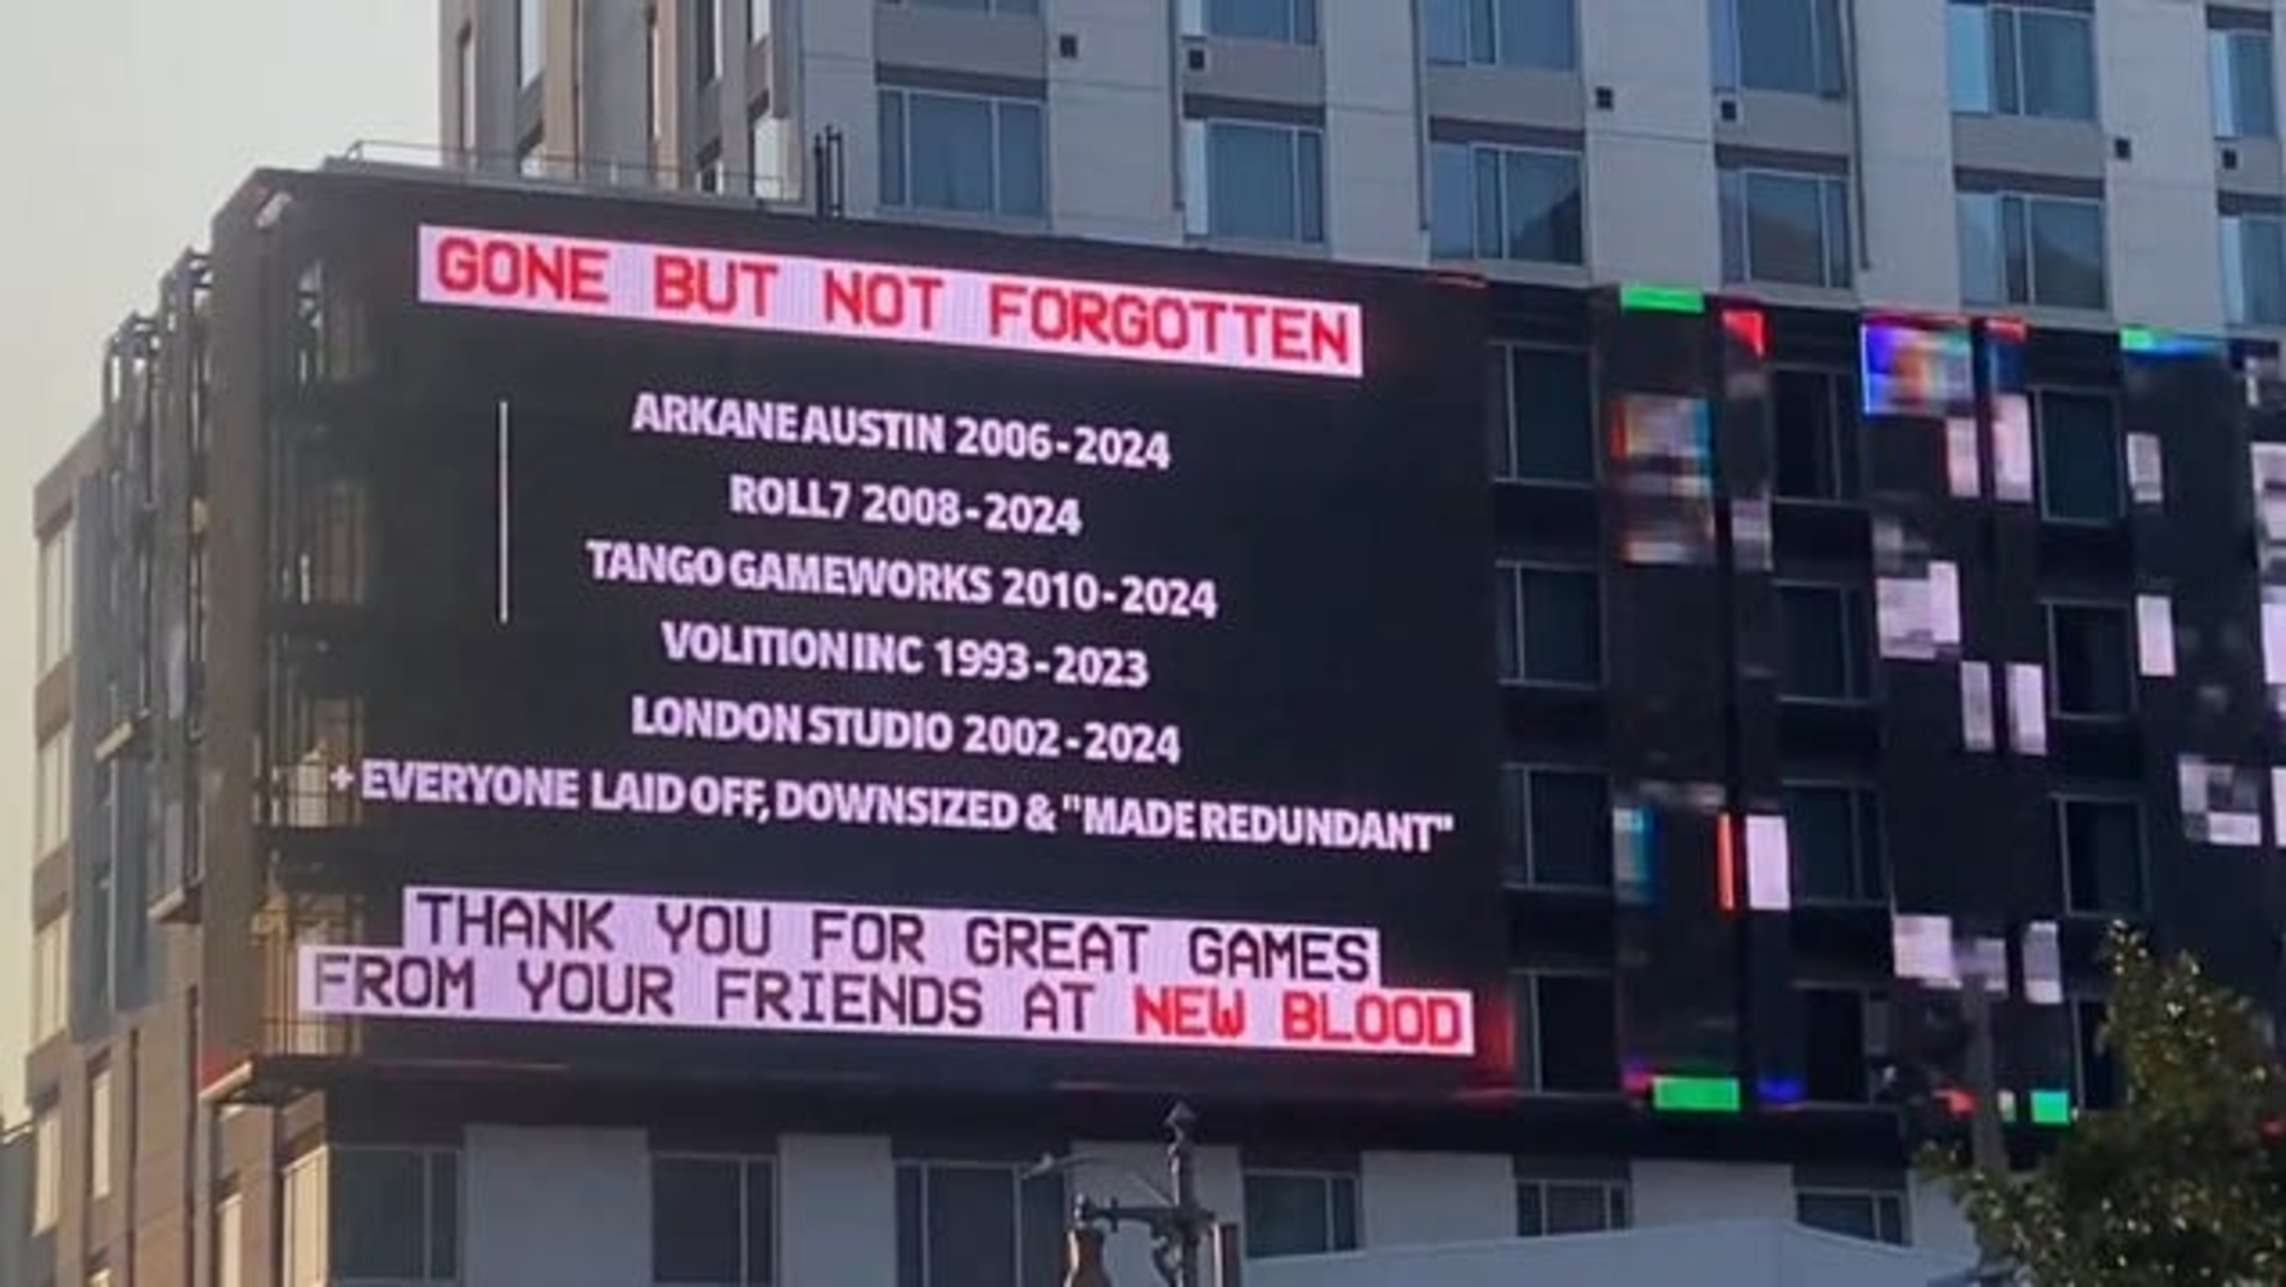 GONE BUT NOT FORGOTTEN
ARKANE AUSTIN 2006-2024
ROLL7 2008-2024
TANGO GAMEWORKS 2010-2024
VOLITION INC 1993-2023
LONDON STUDIO 2002-2024
+ EVERYONE LAID OFF, DOWNSIZED & "MADE REDUNDANT"
THANK YOU FOR GREAT GAMES
FROM YOUR FRIENDS AT NEW BLOOD